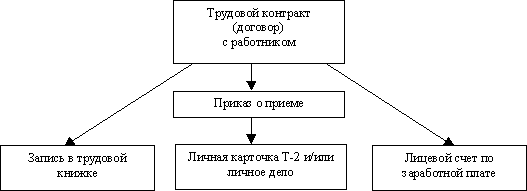 Трудовой контракт
(договор)
с работником
Приказ о приеме
Запись в трудовой
книжке
Личная карточка Т-2 и/или
личное дело
Лицевой счет по
заработной плате